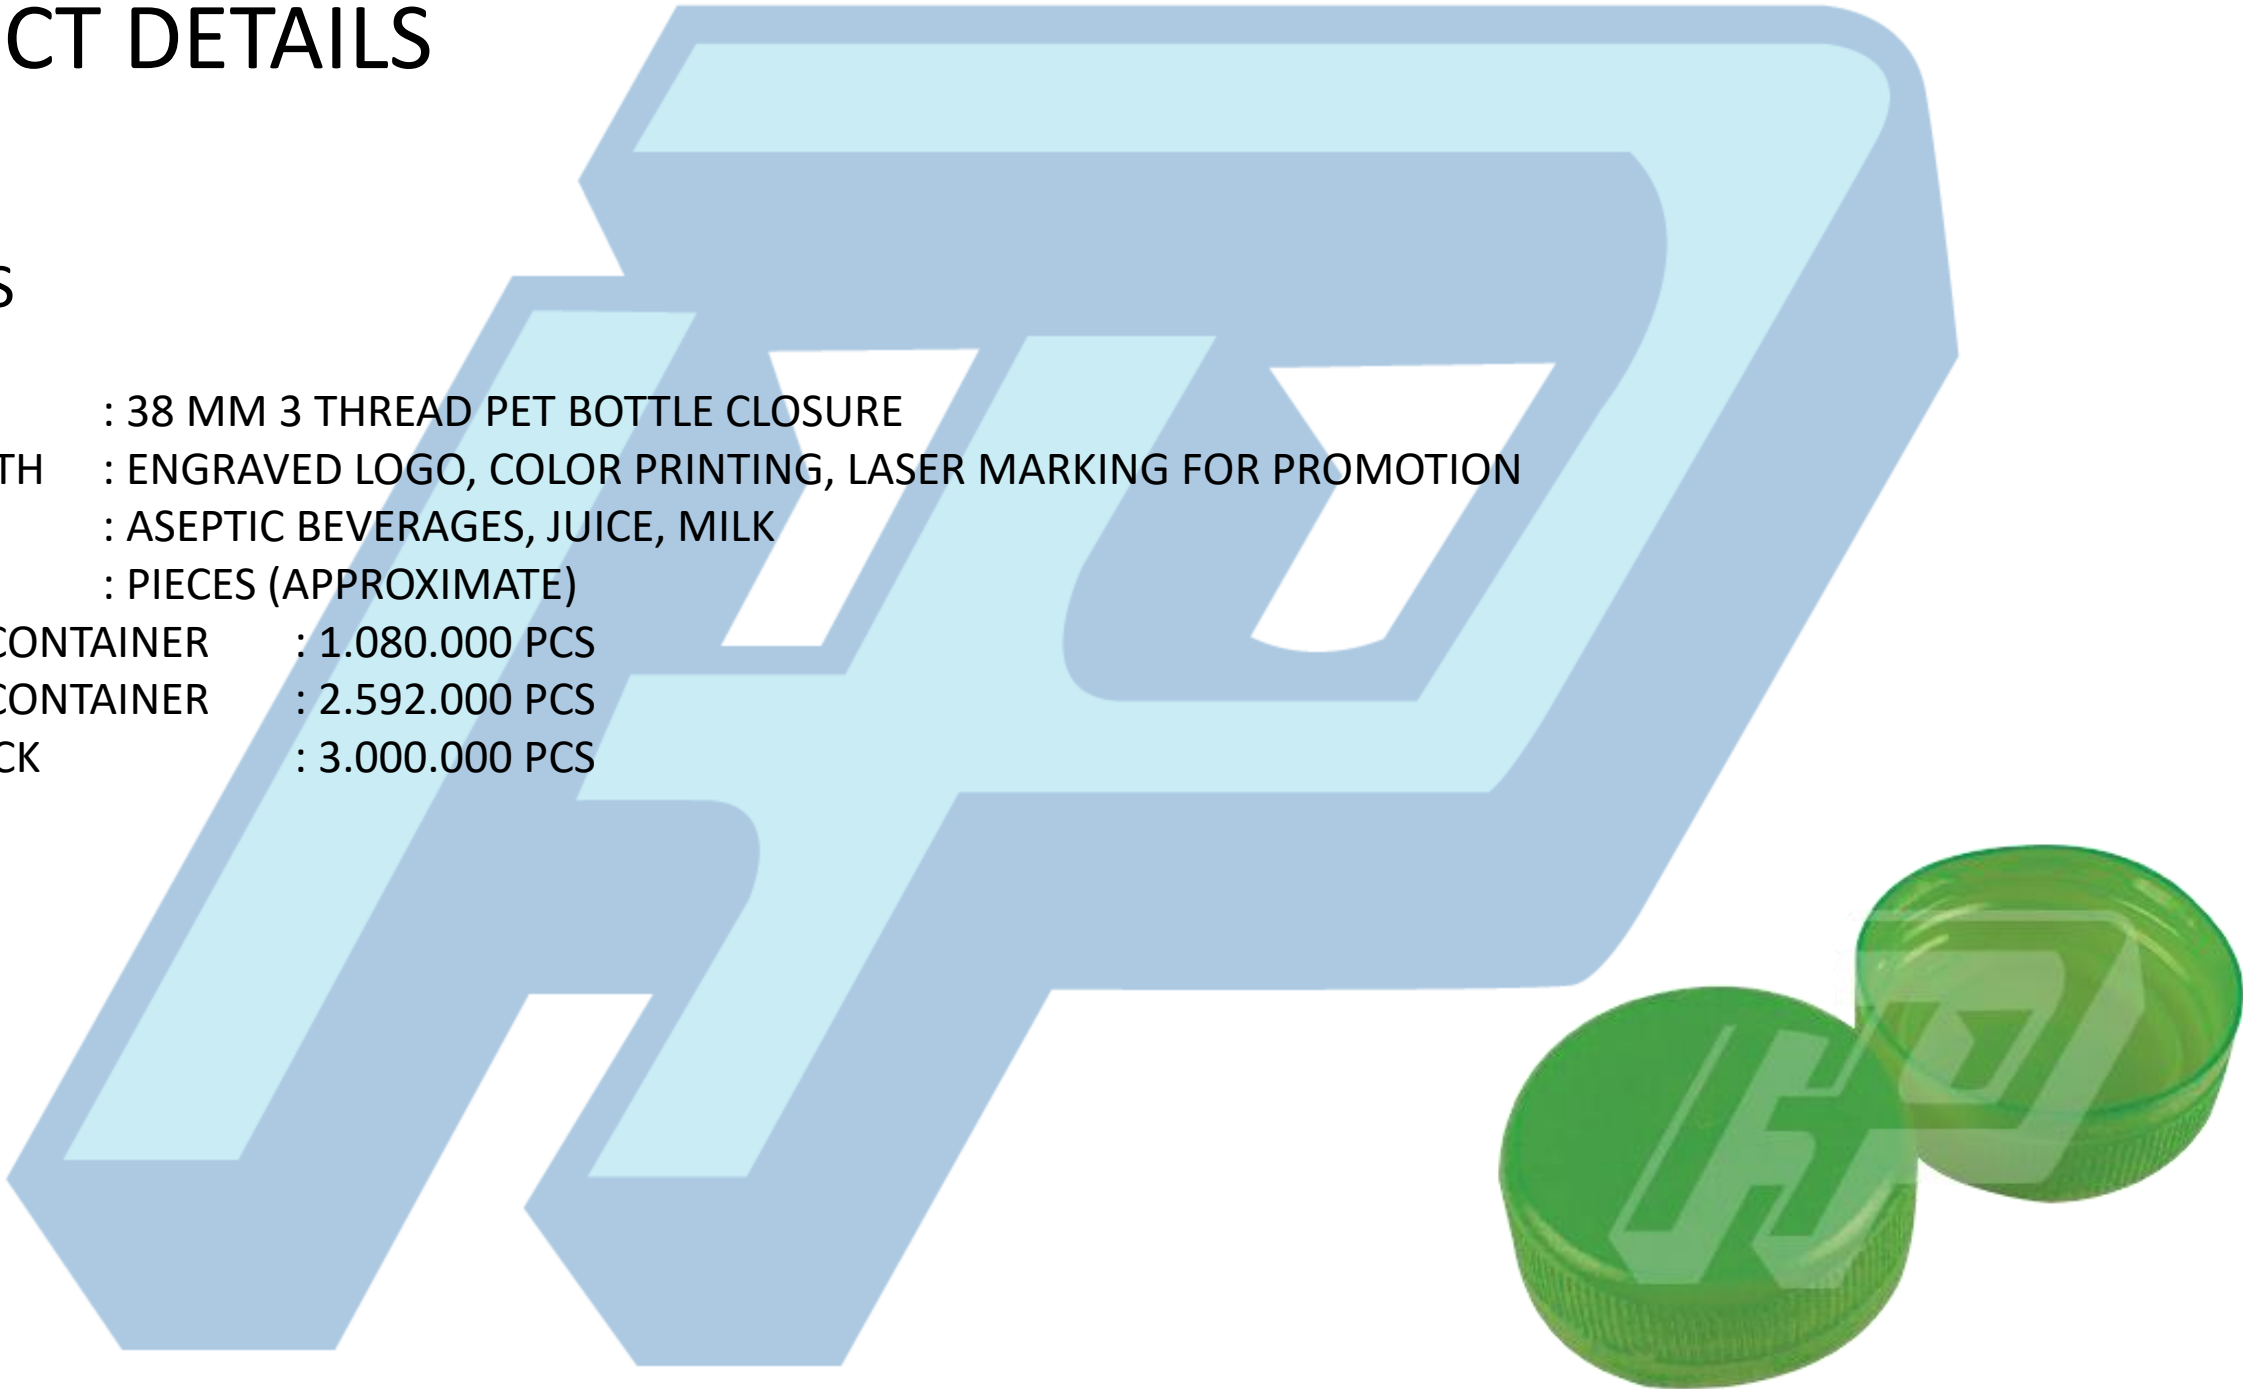 CT DETAILS
S
: 38 MM 3 THREAD PET BOTTLE CLOSURE
TH : ENGRAVED LOGO, COLOR PRINTING, LASER MARKING FOR PROMOTION
: ASEPTIC BEVERAGES, JUICE, MILK
: PIECES (APPROXIMATE)
CONTAINER : 1.080.000 PCS
CONTAINER : 2.592.000 PCS
CK : 3.000.000 PCS